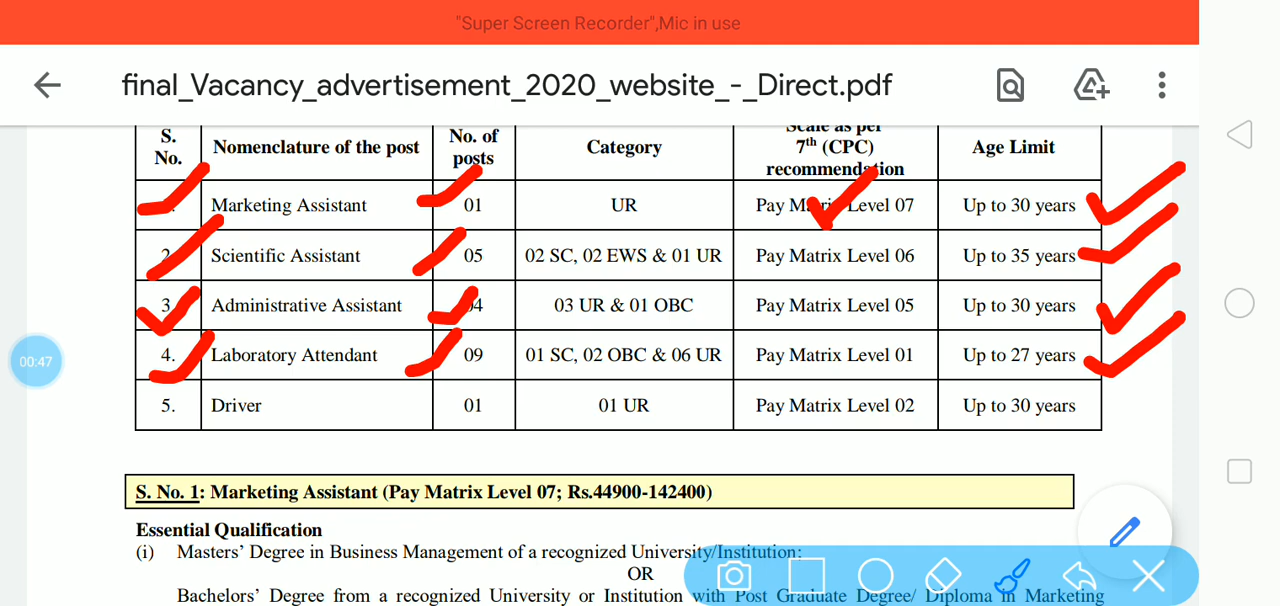 "Super Screen Recorder",Mic in use
final_Vacancy_advertisement_2020_website_-_Direct.pdf
S. No. Nomenclature of the post No. of posts Category Scale as per 7th (CPC) recommendation Age Limit
Marketing Assistant 01 UR Pay Matrix Level 07 Up to 30 years
2. Scientific Assistant 05 02 SC, 02 EWS & 01 UR Pay Matrix Level 06 Up to 35 years
3 Administrative Assistant 04 03 UR & 01 OBC Pay Matrix Level 05 Up to 30 years
4. Laboratory Attendant 09 01 SC, 02 OBC & 06 UR Pay Matrix Level 01 Up to 27 years
00:47
5. Driver 01 01 UR Pay Matrix Level 02 Up to 30 years
S. No. 1: Marketing Assistant (Pay Matrix Level 07; Rs.44900-142400)
Essential Qualification
(i) Masters' Degree in Business Management of a recognized University/Institution;
OR
Bachelors' Degree from a recognized University or Institution with Post Graduate Degree/ Diploma in Marketing